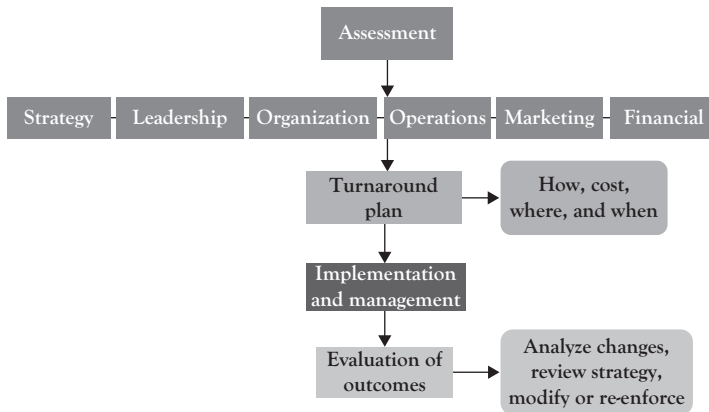 Assessment
Strategy
Leadership
Organization
Operations
Marketing
Financial
Turnaround
plan
How, cost,
where, and when
Implementation
and management
Evaluation of
outcomes
Analyze changes,
review strategy,
modify or re-enforce